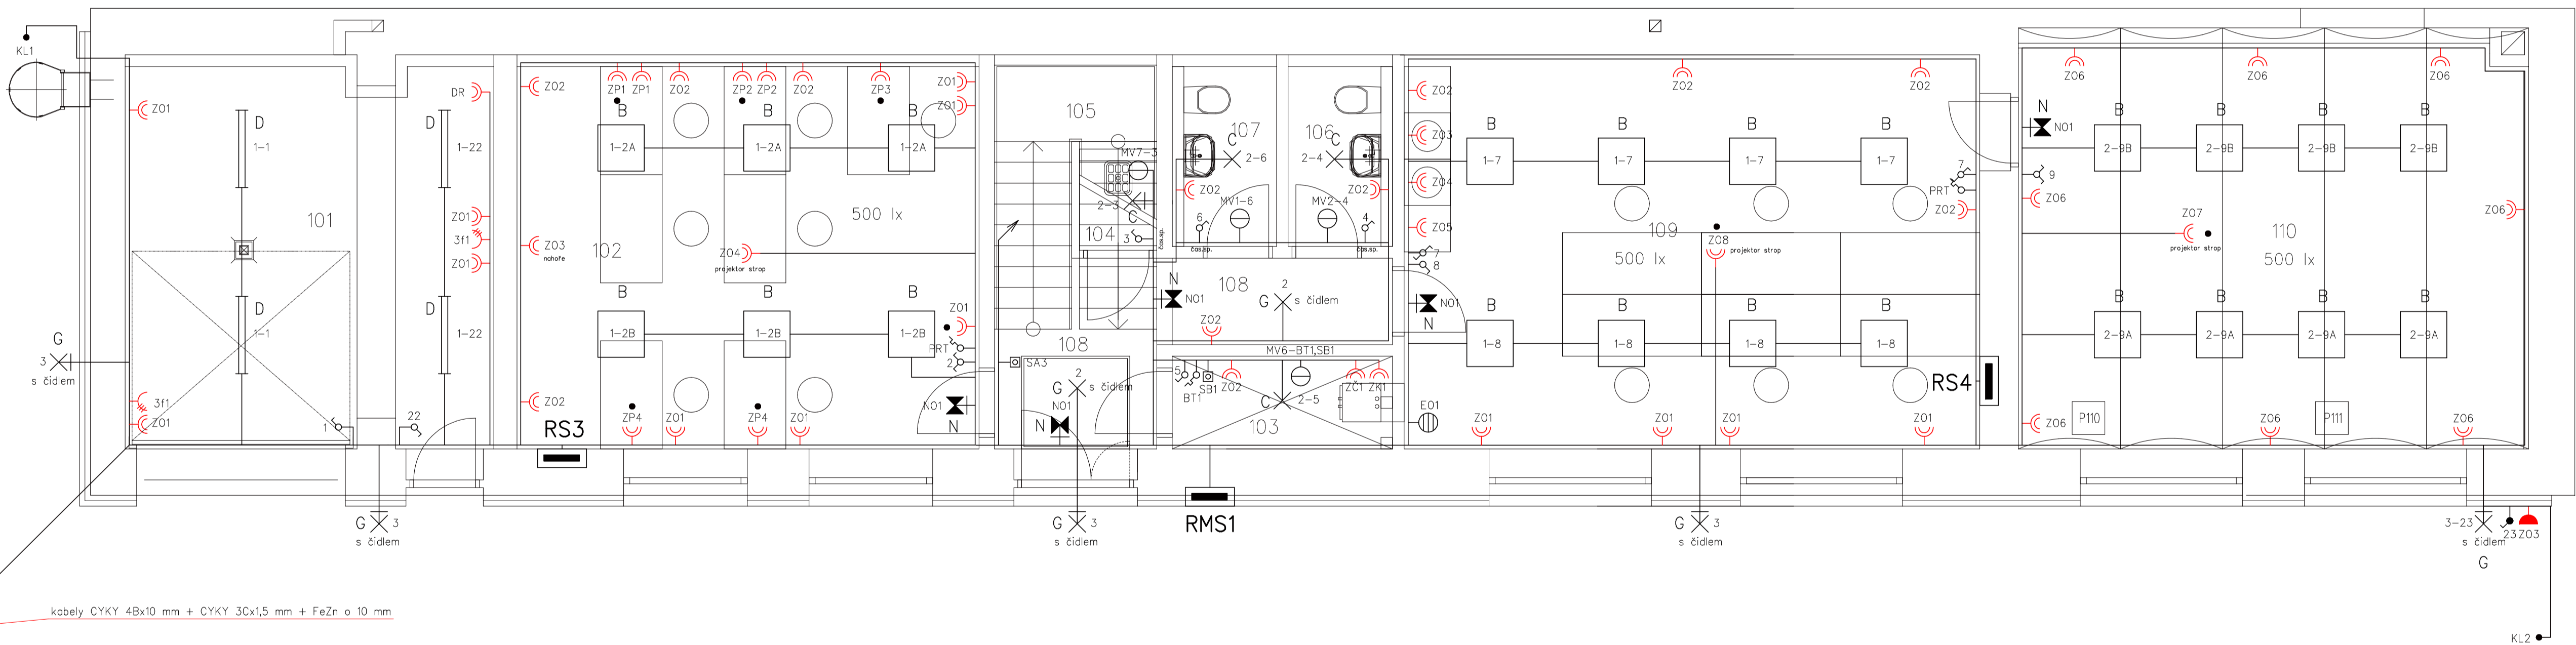 KL1
DR
Z01
Z02
ZP1
ZP1
Z02
ZP2
ZP2
Z02
ZP3
Z01
Z01
105
107
106
Z02
Z02
Z02
Z06
Z06
Z06
Z01
D
1-1
D
1-22
B
1-2A
B
1-2A
B
1-2A
MV7-3
C
2-6
2-4
C
Z03
B
1-7
B
1-7
B
1-7
B
1-7
N
N01
B
2-9B
B
2-9B
B
2-9B
B
2-9B
101
Z01
3f1
Z01
102
Z03
nahoře
500 lx
Z04
projektor strop
2-3
C
104
3
čas.sp.
Z02
MV1-6
6
čas.sp.
MV2-4
Z02
4
čas.sp.
Z04
Z05
7
8
109
500 lx
Z08
projektor strop
7
PRT
Z02
9
Z06
Z07
projektor strop
110
500 lx
Z06
D
1-1
D
1-22
B
1-2B
B
1-2B
B
1-2B
Z01
PRT
2
N
N01
108
G
2
s čidlem
Z02
N01
N
B
1-8
B
1-8
B
1-8
B
1-8
B
2-9A
B
2-9A
B
2-9A
B
2-9A
G
3
s čidlem
108
SA3
MV6-BT1,SB1
5
BT1
SB1
Z02
ZČ1
ZK1
RS4
3f1
Z01
1
22
Z02
RS3
ZP4
Z01
ZP4
Z01
N01
N
G
2
s čidlem
N01
N
C
2-5
103
E01
Z01
Z01
Z01
Z01
Z06
P110
Z06
P111
Z06
G
3
s čidlem
G
3
s čidlem
RMS1
G
3
s čidlem
3-23
s čidlem
G
23
Z03
kabely CYKY 4Bx10 mm + CYKY 3Cx1,5 mm + FeZn o 10 mm
KL2